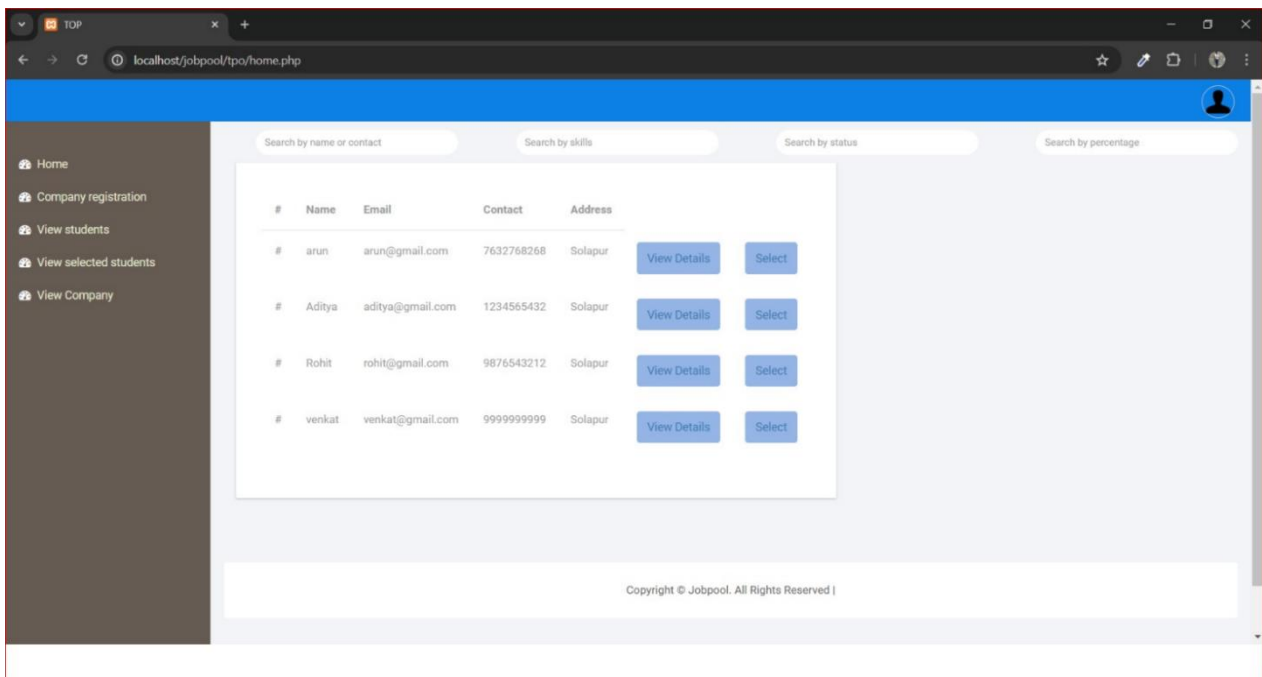 TOP
localhost/jobpool/tpo/home.php
Search by name or contact Search by skills Search by status Search by percentage
Home
Company registration
View students
View selected students
View Company
# Name Email Contact Address
# arun arun@gmail.com 7632768268 Solapur View Details Select
# Aditya aditya@gmail.com 1234565432 Solapur View Details Select
# Rohit rohit@gmail.com 9876543212 Solapur View Details Select
# venkat venkat@gmail.com 9999999999 Solapur View Details Select
Copyright © Jobpool. All Rights Reserved |